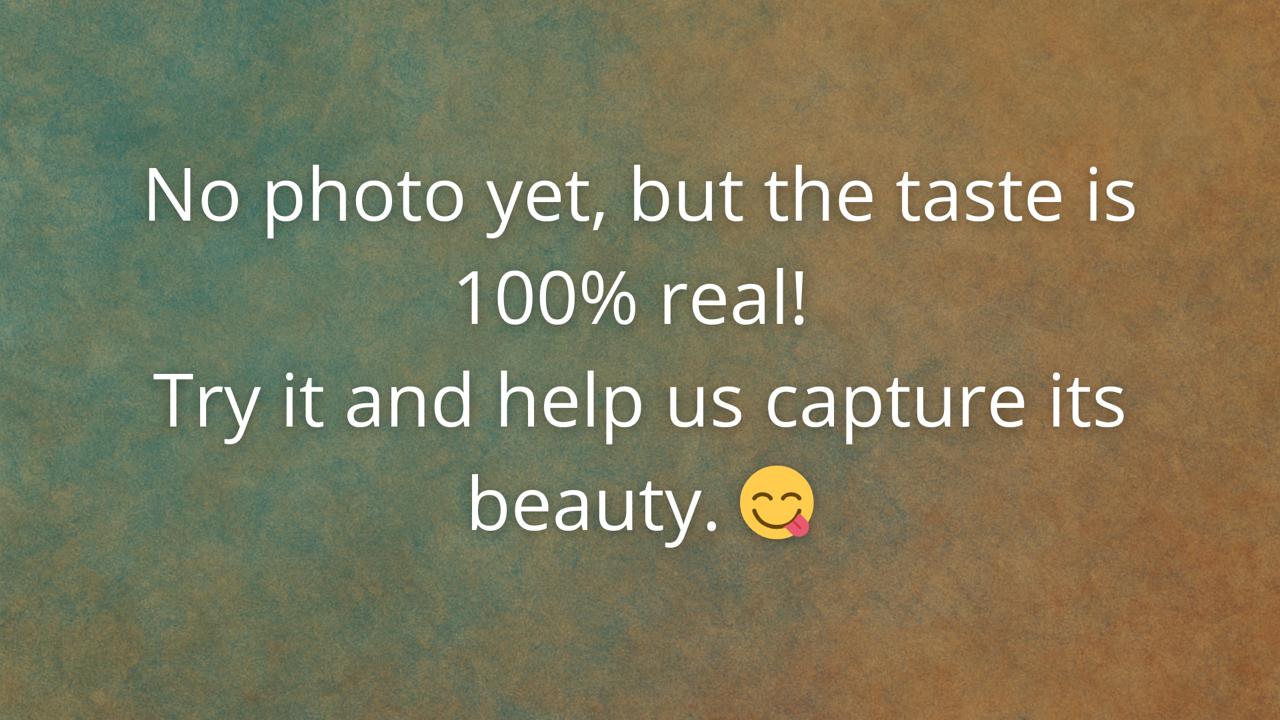 No photo yet, but the taste is
100% real!
Try it and help us capture its
beauty. 😋